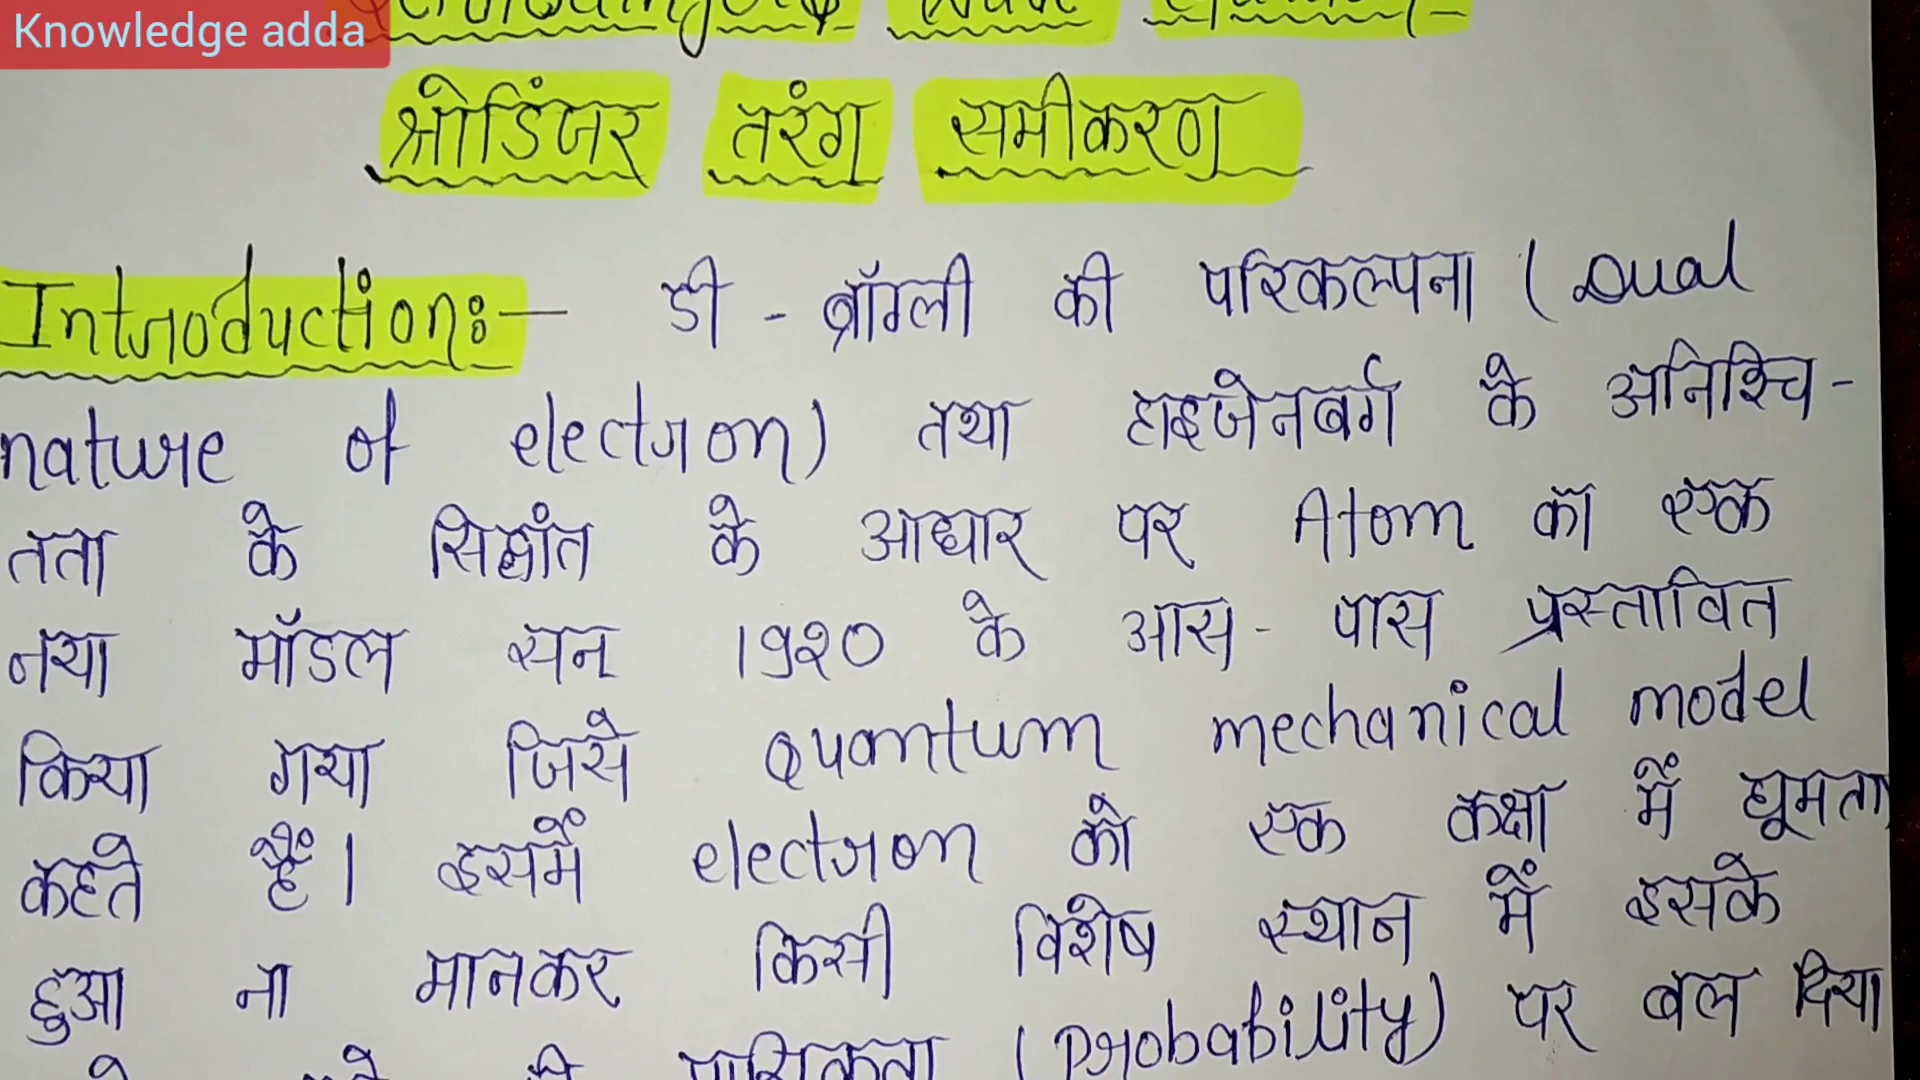 Knowledge adda
श्रोडिंजर तरंग समीकरण
Introduction:- डी - ब्रॉग्ली की परिकल्पना ( Dual
nature of electron) तथा हाइजेनबर्ग के अनिश्चि-
तता के सिद्धांत के आधार पर Atom का एक
नया मॉडल सन् 1920 के आस - पास प्रस्तावित
किया गया जिसे Quantum mechanical model
कहते हैं। इसमें electron को एक कक्षा में घूमता
हुआ ना मानकर किसी विशेष स्थान में इसके
(Probability) पर बल दिया